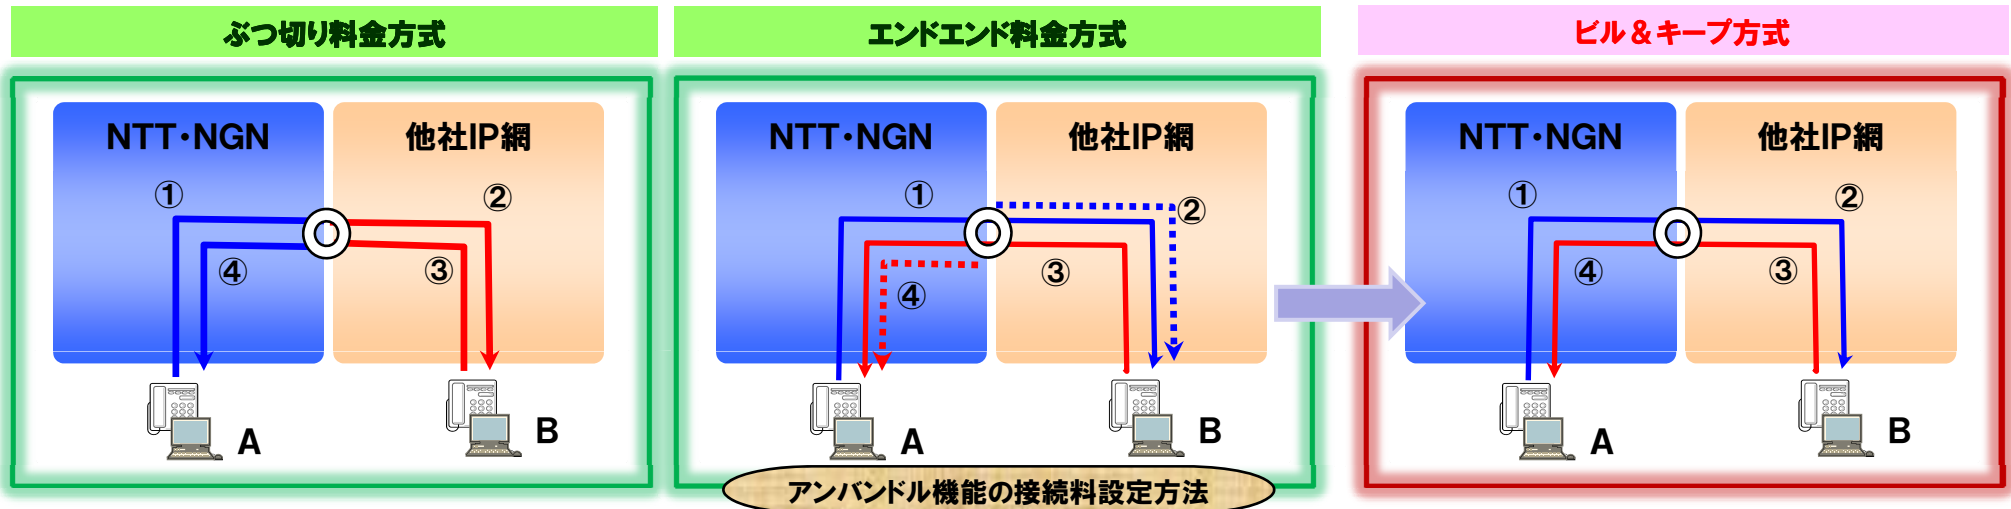 ぶつ切り料金方式
NTT・NGN
他社IP網
①
②
④
③
A
B
エンドエンド料金方式
NTT・NGN
他社IP網
①
②
③
④
A
B
アンバンドル機能の接続料設定方法
ビル＆キープ方式
NTT・NGN
他社IP網
①
②
④
③
A
B